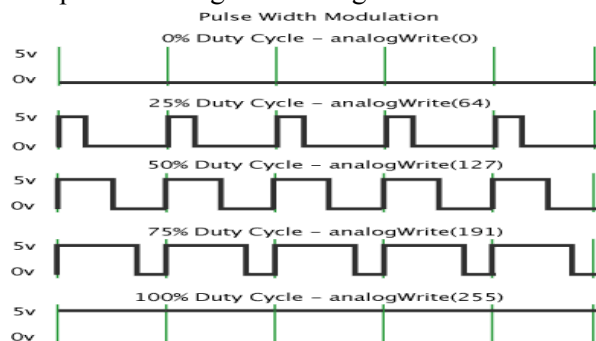 Pulse Width Modulation
0% Duty Cycle – analogWrite(0)
5v
0v
25% Duty Cycle – analogWrite(64)
5v
0v
50% Duty Cycle – analogWrite(127)
5v
0v
75% Duty Cycle – analogWrite(191)
5v
0v
100% Duty Cycle – analogWrite(255)
5v
0v